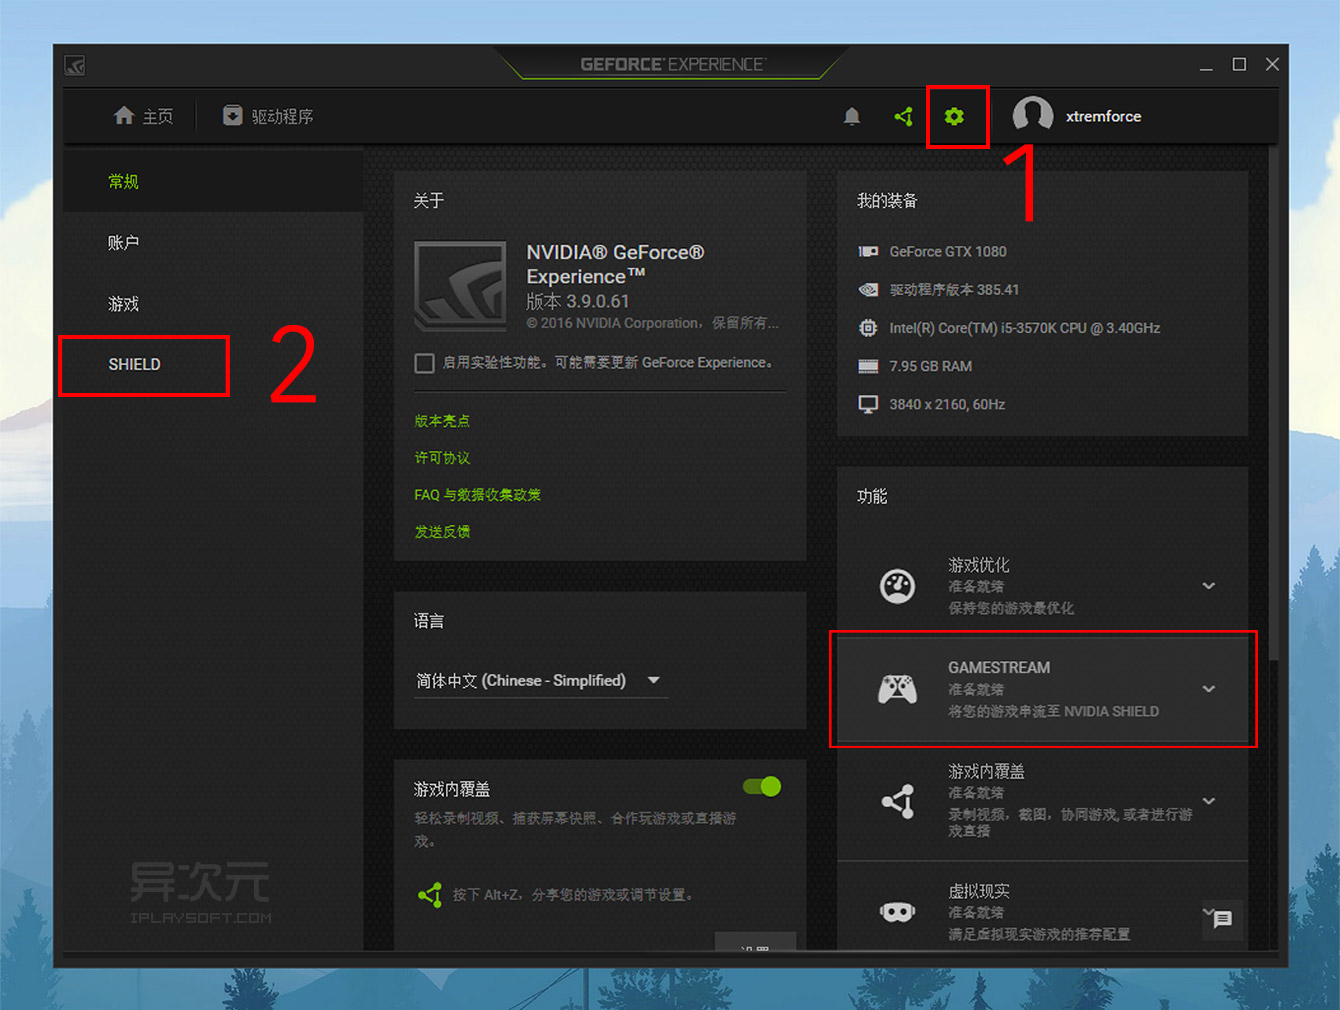 GEFORCE® EXPERIENCE™
主页
驱动程序
xtremforce
1
常规
账户
游戏
SHIELD
2
关于
NVIDIA® GeForce®
Experience™
版本 3.9.0.61
© 2016 NVIDIA Corporation，保留所有...
启用实验性功能。可能需要更新 GeForce Experience。
版本亮点
许可协议
FAQ 与数据收集政策
发送反馈
语言
简体中文 (Chinese - Simplified)
游戏内覆盖
轻松录制视频、捕获屏幕快照、合作玩游戏或直播游
戏。
按下 Alt+Z，分享您的游戏或调节设置。
设置
我的装备
GeForce GTX 1080
驱动程序版本 385.41
Intel(R) Core(TM) i5-3570K CPU @ 3.40GHz
7.95 GB RAM
3840 x 2160, 60Hz
功能
游戏优化
准备就绪
保持您的游戏最优化
GAMESTREAM
准备就绪
将您的游戏串流至 NVIDIA SHIELD
游戏内覆盖
准备就绪
录制视频，截图，协同游戏, 或者进行游
戏直播
虚拟现实
准备就绪
满足虚拟现实游戏的推荐配置
异次元
IPLAYSOFT.COM